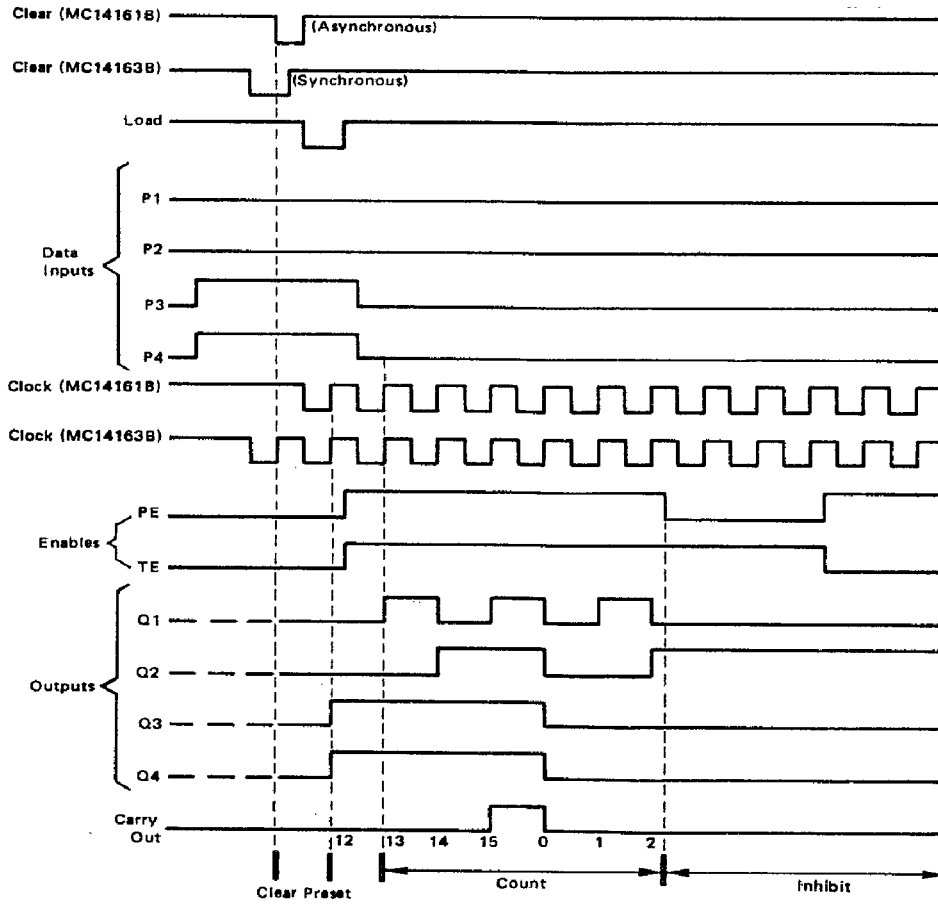 Clear (MC14161B)
(Asynchronous)
Clear (MC14163B)
(Synchronous)
Load
P1
Data
Inputs
P2
P3
P4
Clock (MC14161B)
Clock (MC14163B)
PE
Enables
TE
Q1
Q2
Outputs
Q3
Q4
Carry
Out
12 13 14 15 0 1 2
Clear Preset Count Inhibit